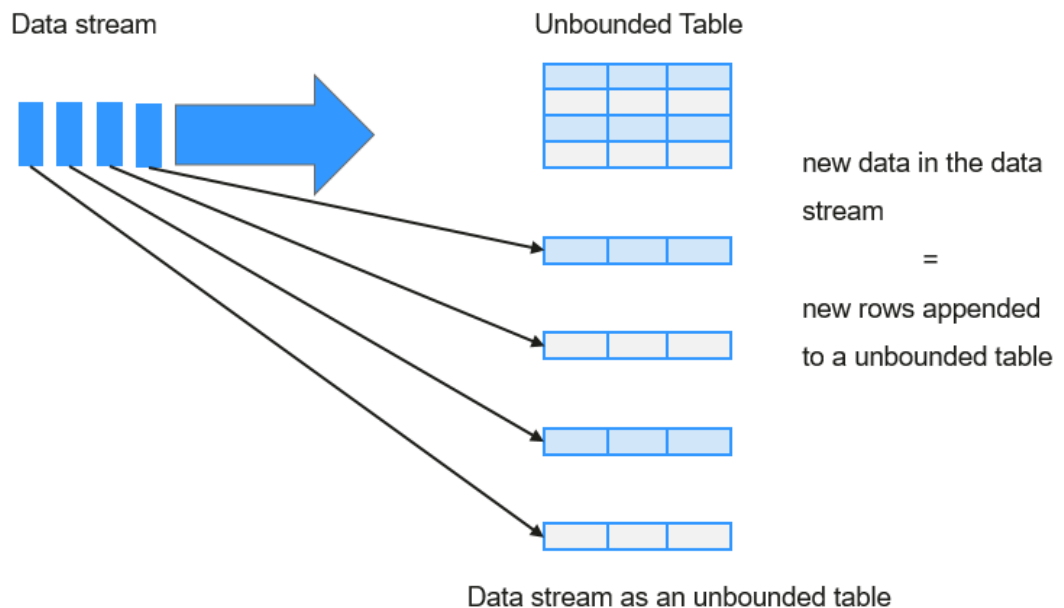 Data stream
Unbounded Table
new data in the data
stream
=
new rows appended
to a unbounded table
Data stream as an unbounded table